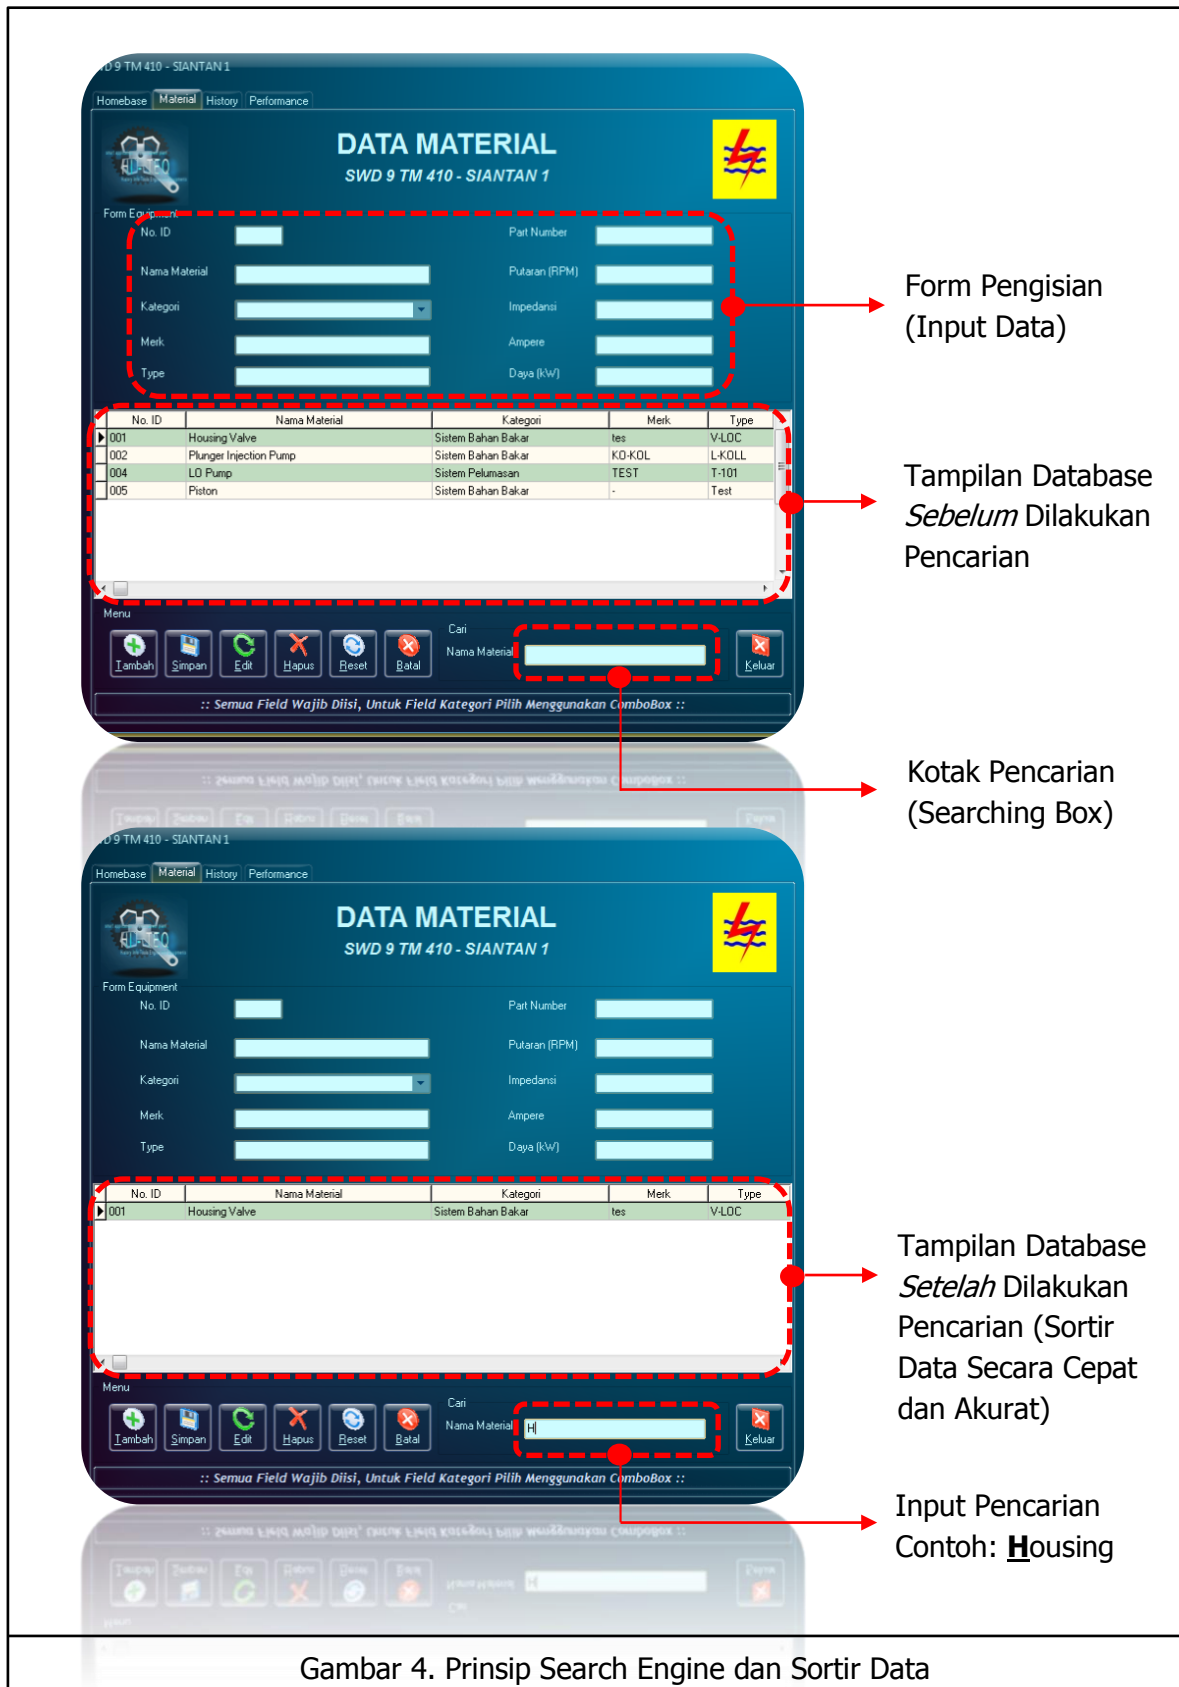 D 9 TM 410 - SIANTAN 1
Homebase Material History Performance
DATA MATERIAL
SWD 9 TM 410 - SIANTAN 1
Form Equipment
No. ID Part Number
Nama Material Putaran (RPM)
Kategori Impedansi
Merk Ampere
Type Daya (kW)
Form Pengisian
(Input Data)
No. ID Nama Material Kategori Merk Type
001 Housing Valve Sistem Bahan Bakar tes V-LOC
002 Plunger Injection Pump Sistem Bahan Bakar KO-KOL L-KOLL
004 LO Pump Sistem Pelumasan TEST T-101
005 Piston Sistem Bahan Bakar - Test
Tampilan Database
Sebelum Dilakukan
Pencarian
Menu
Cari
Nama Material
Tambah Simpan Edit Hapus Reset Batal Keluar
:: Semua Field Wajib Diisi, Untuk Field Kategori Pilih Menggunakan ComboBox ::
Kotak Pencarian
(Searching Box)
D 9 TM 410 - SIANTAN 1
Homebase Material History Performance
DATA MATERIAL
SWD 9 TM 410 - SIANTAN 1
Form Equipment
No. ID Part Number
Nama Material Putaran (RPM)
Kategori Impedansi
Merk Ampere
Type Daya (kW)
No. ID Nama Material Kategori Merk Type
001 Housing Valve Sistem Bahan Bakar tes V-LOC
Tampilan Database
Setelah Dilakukan
Pencarian (Sortir
Data Secara Cepat
dan Akurat)
Menu
Cari
Nama Material H
Tambah Simpan Edit Hapus Reset Batal Keluar
:: Semua Field Wajib Diisi, Untuk Field Kategori Pilih Menggunakan ComboBox ::
Input Pencarian
Contoh: Housing
Gambar 4. Prinsip Search Engine dan Sortir Data